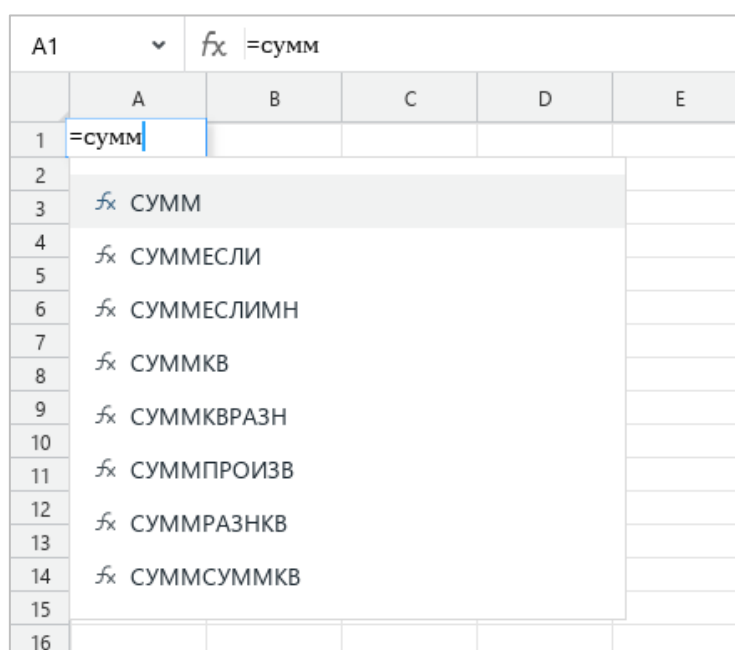 A1 fx =сумм
A B C D E
1 =сумм
2
3 fx СУММ
4
5 fx СУММЕСЛИ
6 fx СУММЕСЛИМН
7
8 fx СУММКВ
9 fx СУММКВРАЗН
10
11 fx СУММПРОИЗВ
12
13 fx СУММРАЗНКВ
14 fx СУММСУММКВ
15
16